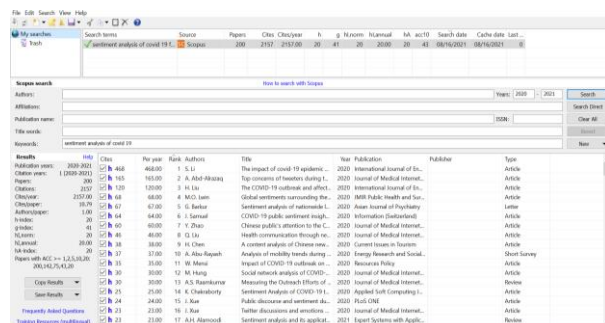 File Edit Search View Help
My searches
Trash
Search terms Source Papers Cites Cites/year h g hI,norm hI,annual hA acc10 Search date Cache date Last ...
sentiment analysis of covid 19 f... Scopus 200 2157 2157.00 20 41 20 20.00 20 43 08/16/2021 08/16/2021 0
Scopus search How to search with Scopus
Authors: Years: 2020 - 2021 Search
Affiliations: Search Direct
Publication name: ISSN: Clear All
Title words: Revert
Keywords: sentiment analysis of covid 19 New
Results Help
Publication years: 2020-2021
Citation years: 1 (2020-2021)
Papers: 200
Citations: 2157
Cites/year: 2157.00
Cites/paper: 10.79
Authors/paper: 1.00
h-index: 20
g-index: 41
hI,norm: 20
hI,annual: 20.00
hA-index: 20
Papers with ACC >= 1,2,5,10,20:
200,142,75,43,20
Copy Results
Save Results
Frequently Asked Questions
Training Resources (multilingual)
Cites Per year Rank Authors Title Year Publication Publisher Type
h 468 468.00 1 S. Li The impact of covid-19 epidemic ... 2020 International Journal of En... Article
h 165 165.00 2 A. Abd-Alrazaq Top concerns of tweeters during t... 2020 Journal of Medical Internet... Article
h 120 120.00 3 H. Liu The COVID-19 outbreak and affect... 2020 International Journal of En... Article
h 68 68.00 4 M.O. Lwin Global sentiments surrounding the... 2020 JMIR Public Health and Sur... Article
h 67 67.00 5 G. Barkur Sentiment analysis of nationwide l... 2020 Asian Journal of Psychiatry Letter
h 64 64.00 6 J. Samuel COVID-19 public sentiment insigh... 2020 Information (Switzerland) Article
h 60 60.00 7 Y. Zhao Chinese public's attention to the C... 2020 Journal of Medical Internet... Article
h 46 46.00 8 Q. Liu Health communication through ne... 2020 Journal of Medical Internet... Article
h 38 38.00 9 H. Chen A content analysis of Chinese new... 2020 Current Issues in Tourism Article
h 37 37.00 10 A. Abu-Rayash Analysis of mobility trends during ... 2020 Energy Research and Social... Short Survey
h 35 35.00 11 W. Mensi Impact of COVID-19 outbreak on ... 2020 Resources Policy Article
h 30 30.00 12 M. Hung Social network analysis of COVID-... 2020 Journal of Medical Internet... Article
h 30 30.00 13 A.S. Raamkumar Measuring the Outreach Efforts of ... 2020 Journal of Medical Internet... Review
h 25 25.00 14 K. Chakraborty Sentiment Analysis of COVID-19 t... 2020 Applied Soft Computing J... Article
h 24 24.00 15 J. Xue Public discourse and sentiment du... 2020 PLoS ONE Article
h 23 23.00 16 J. Xue Twitter discussions and emotions ... 2020 Journal of Medical Internet... Article
h 23 23.00 17 A.H. Alamoodi Sentiment analysis and its applicat... 2021 Expert Systems with Applic... Review